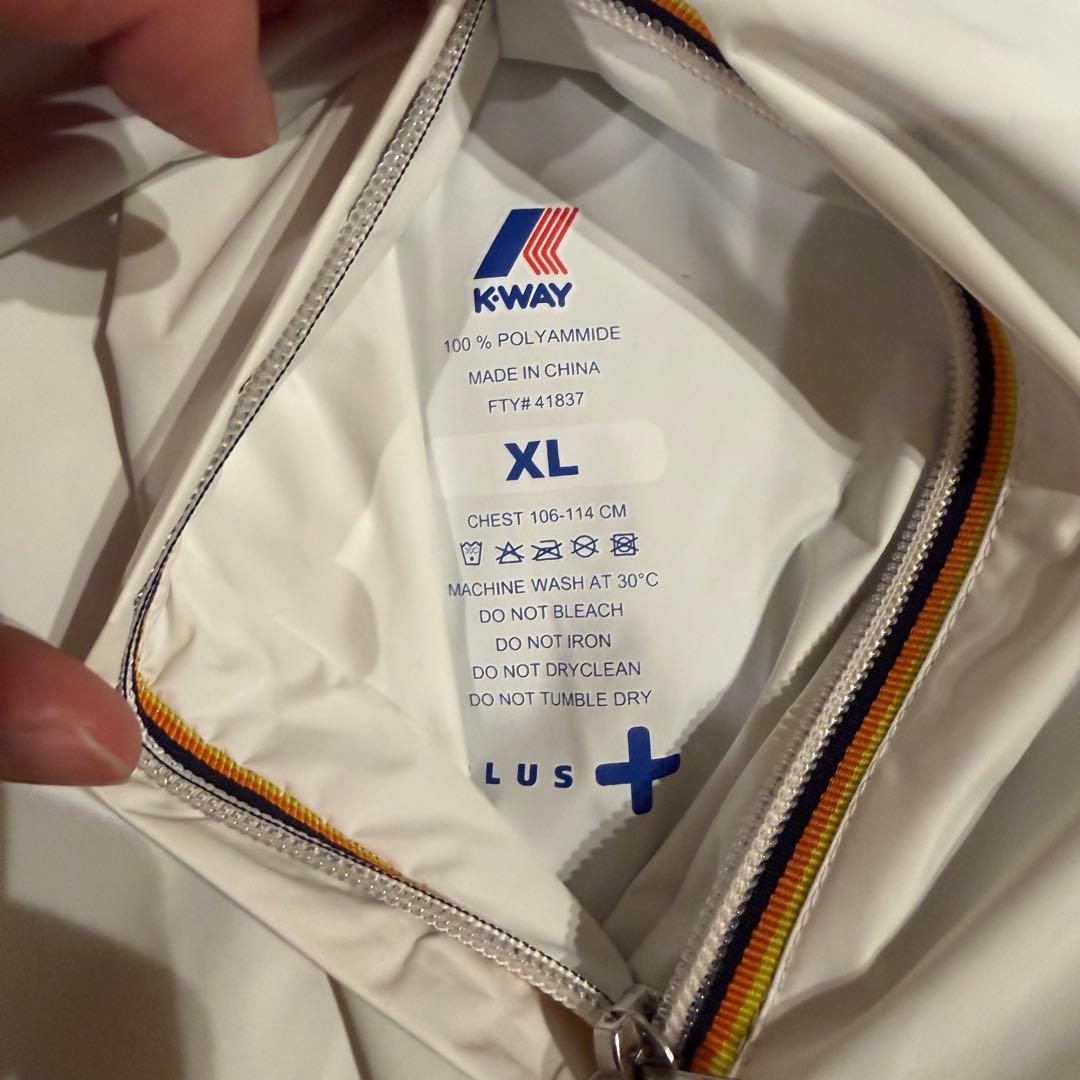 K·WAY
100 % POLYAMMIDE
MADE IN CHINA
FTY# 41837
XL
CHEST 106-114 CM
MACHINE WASH AT 30°C
DO NOT BLEACH
DO NOT IRON
DO NOT DRYCLEAN
DO NOT TUMBLE DRY
LUS